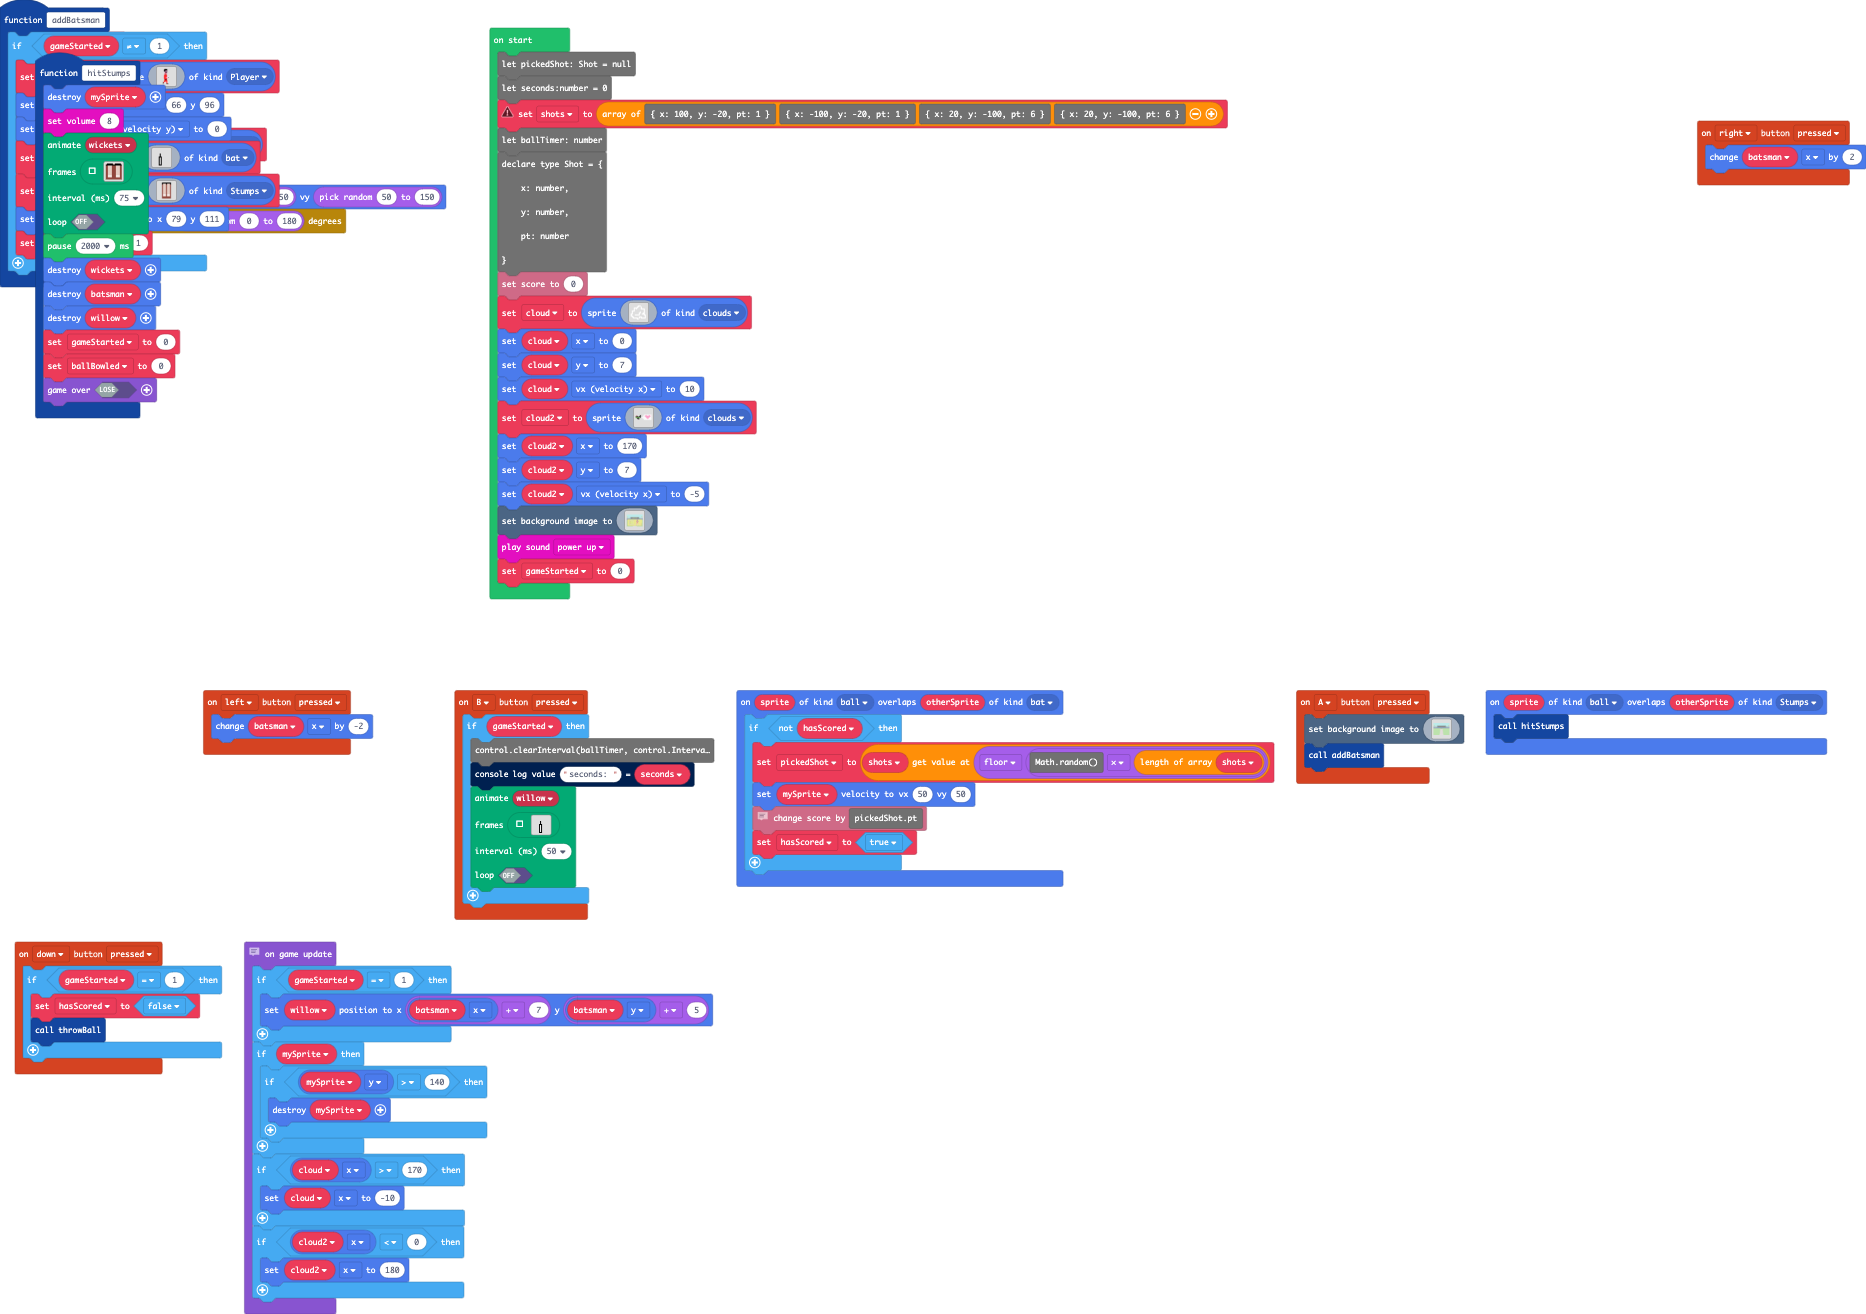 function addBatsman
if gameStarted ≠ 1 then
set e of kind Player
set 66 y 96
set velocity y) to 0
set of kind bat
set of kind Stumps
50 vy pick random 50 to 150
set o x 79 y 111
0 to 180 degrees
set 1
function hitStumps
destroy mySprite
set volume 8
animate wickets
frames
interval (ms) 75
loop OFF
pause 2000 ms
destroy wickets
destroy batsman
destroy willow
set gameStarted to 0
set ballBowled to 0
game over LOSE
on start
let pickedShot: Shot = null
let seconds:number = 0
set shots to array of { x: 100, y: -20, pt: 1 } { x: -100, y: -20, pt: 1 } { x: 20, y: -100, pt: 6 } { x: 20, y: -100, pt: 6 }
let ballTimer: number
declare type Shot = {
x: number,
y: number,
pt: number
}
set score to 0
set cloud to sprite of kind clouds
set cloud x to 0
set cloud y to 7
set cloud vx (velocity x) to 10
set cloud2 to sprite of kind clouds
set cloud2 x to 170
set cloud2 y to 7
set cloud2 vx (velocity x) to -5
set background image to
play sound power up
set gameStarted to 0
on right button pressed
change batsman x by 2
on left button pressed
change batsman x by -2
on B button pressed
if gameStarted then
control.clearInterval(ballTimer, control.Interva…
console log value "seconds: " = seconds
animate willow
frames
interval (ms) 50
loop OFF
on sprite of kind ball overlaps otherSprite of kind bat
if not hasScored then
set pickedShot to shots get value at floor Math.random() x length of array shots
set mySprite velocity to vx 50 vy 50
change score by pickedShot.pt
set hasScored to true
on A button pressed
set background image to
call addBatsman
on sprite of kind ball overlaps otherSprite of kind Stumps
call hitStumps
on down button pressed
if gameStarted = 1 then
set hasScored to false
call throwBall
on game update
if gameStarted = 1 then
set willow position to x batsman x + 7 y batsman y + 5
if mySprite then
if mySprite y > 140 then
destroy mySprite
if cloud x > 170 then
set cloud x to -10
if cloud2 x < 0 then
set cloud2 x to 180